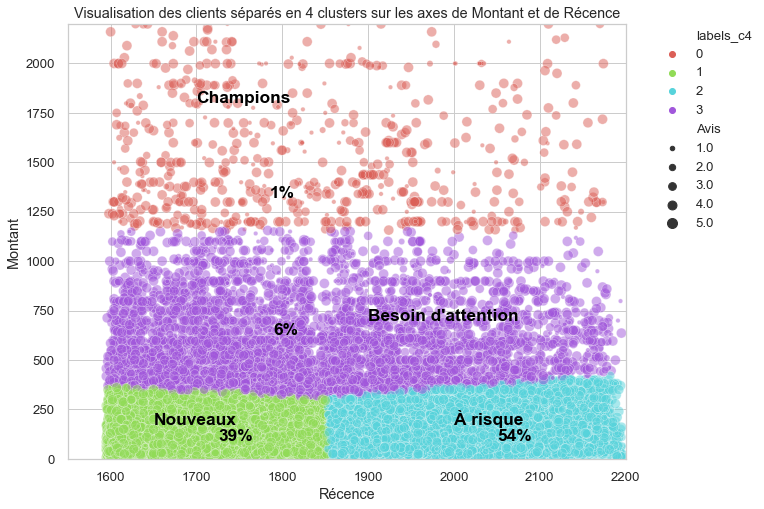 Visualisation des clients séparés en 4 clusters sur les axes de Montant et de Récence
labels_c4
0
1
2
3
Avis
1.0
2.0
3.0
4.0
5.0
Montant
2000
1750
1500
1250
1000
750
500
250
0
Champions
1%
Besoin d'attention
6%
Nouveaux
39%
À risque
54%
1600 1700 1800 1900 2000 2100 2200
Récence